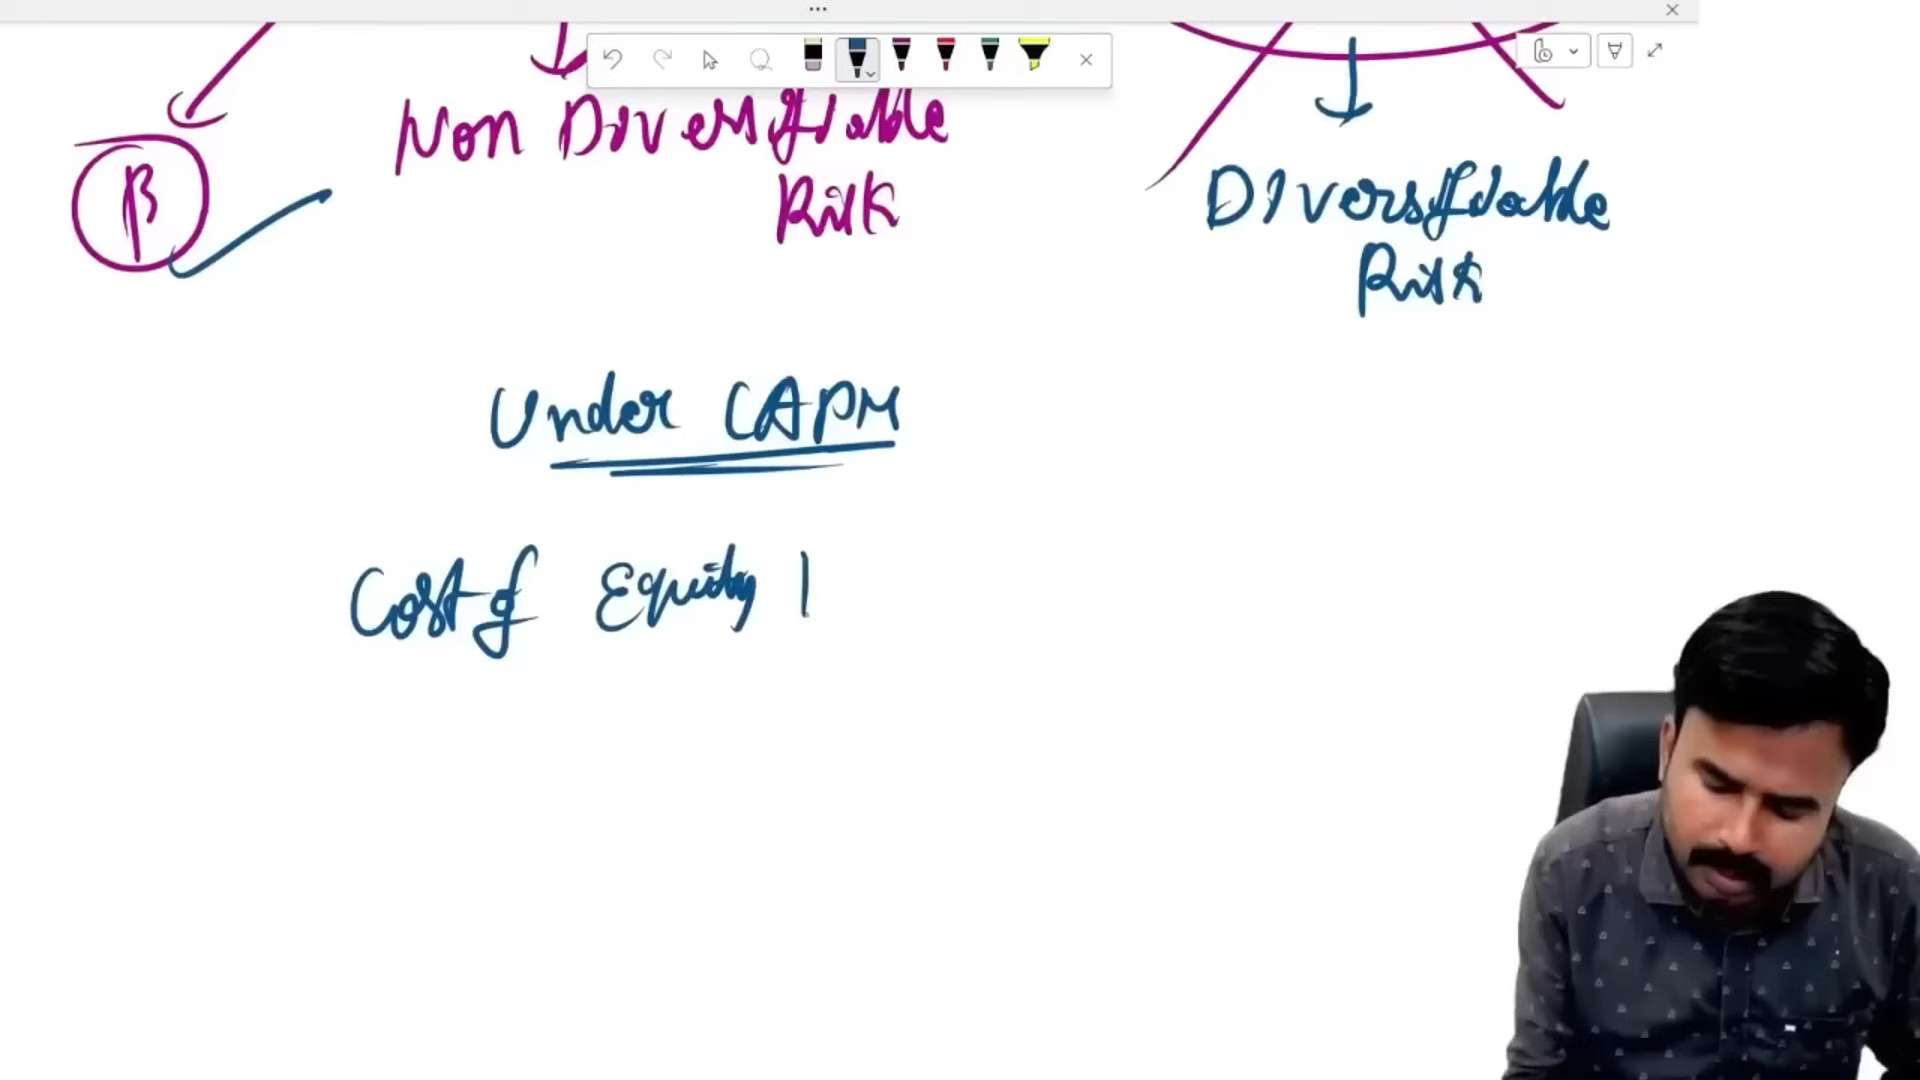 β
Non Diversifiable
Risk
Diversifiable
Risk
Under CAPM
Cost of Equity